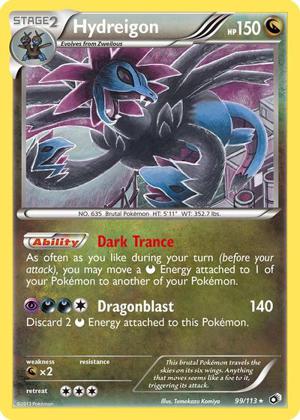 STAGE2
Hydreigon
HP150
Evolves from Zweilous
NO. 635 Brutal Pokémon HT: 5'11" WT: 352.7 lbs.
Ability Dark Trance
As often as you like during your turn (before your
attack), you may move a Energy attached to 1 of
your Pokémon to another of your Pokémon.
Dragonblast 140
Discard 2 Energy attached to this Pokémon.
weakness resistance
×2
retreat
This brutal Pokémon travels the
skies on its six wings. Anything
that moves seems like a foe to it,
triggering its attack.
Illus. Tomokazu Komiya
©2013 Pokémon
99/113 ★